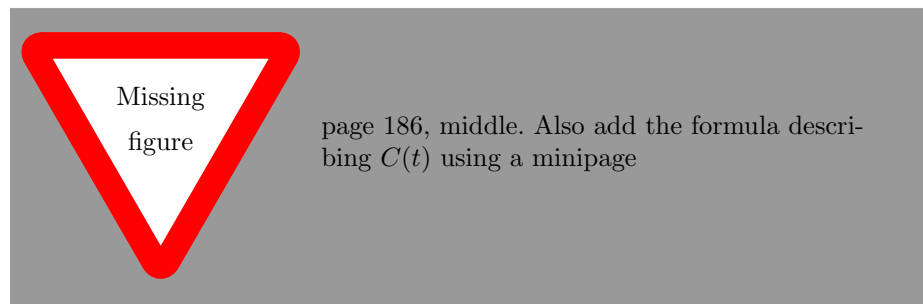 Missing
figure
page 186, middle. Also add the formula descri-
bing C(t) using a minipage